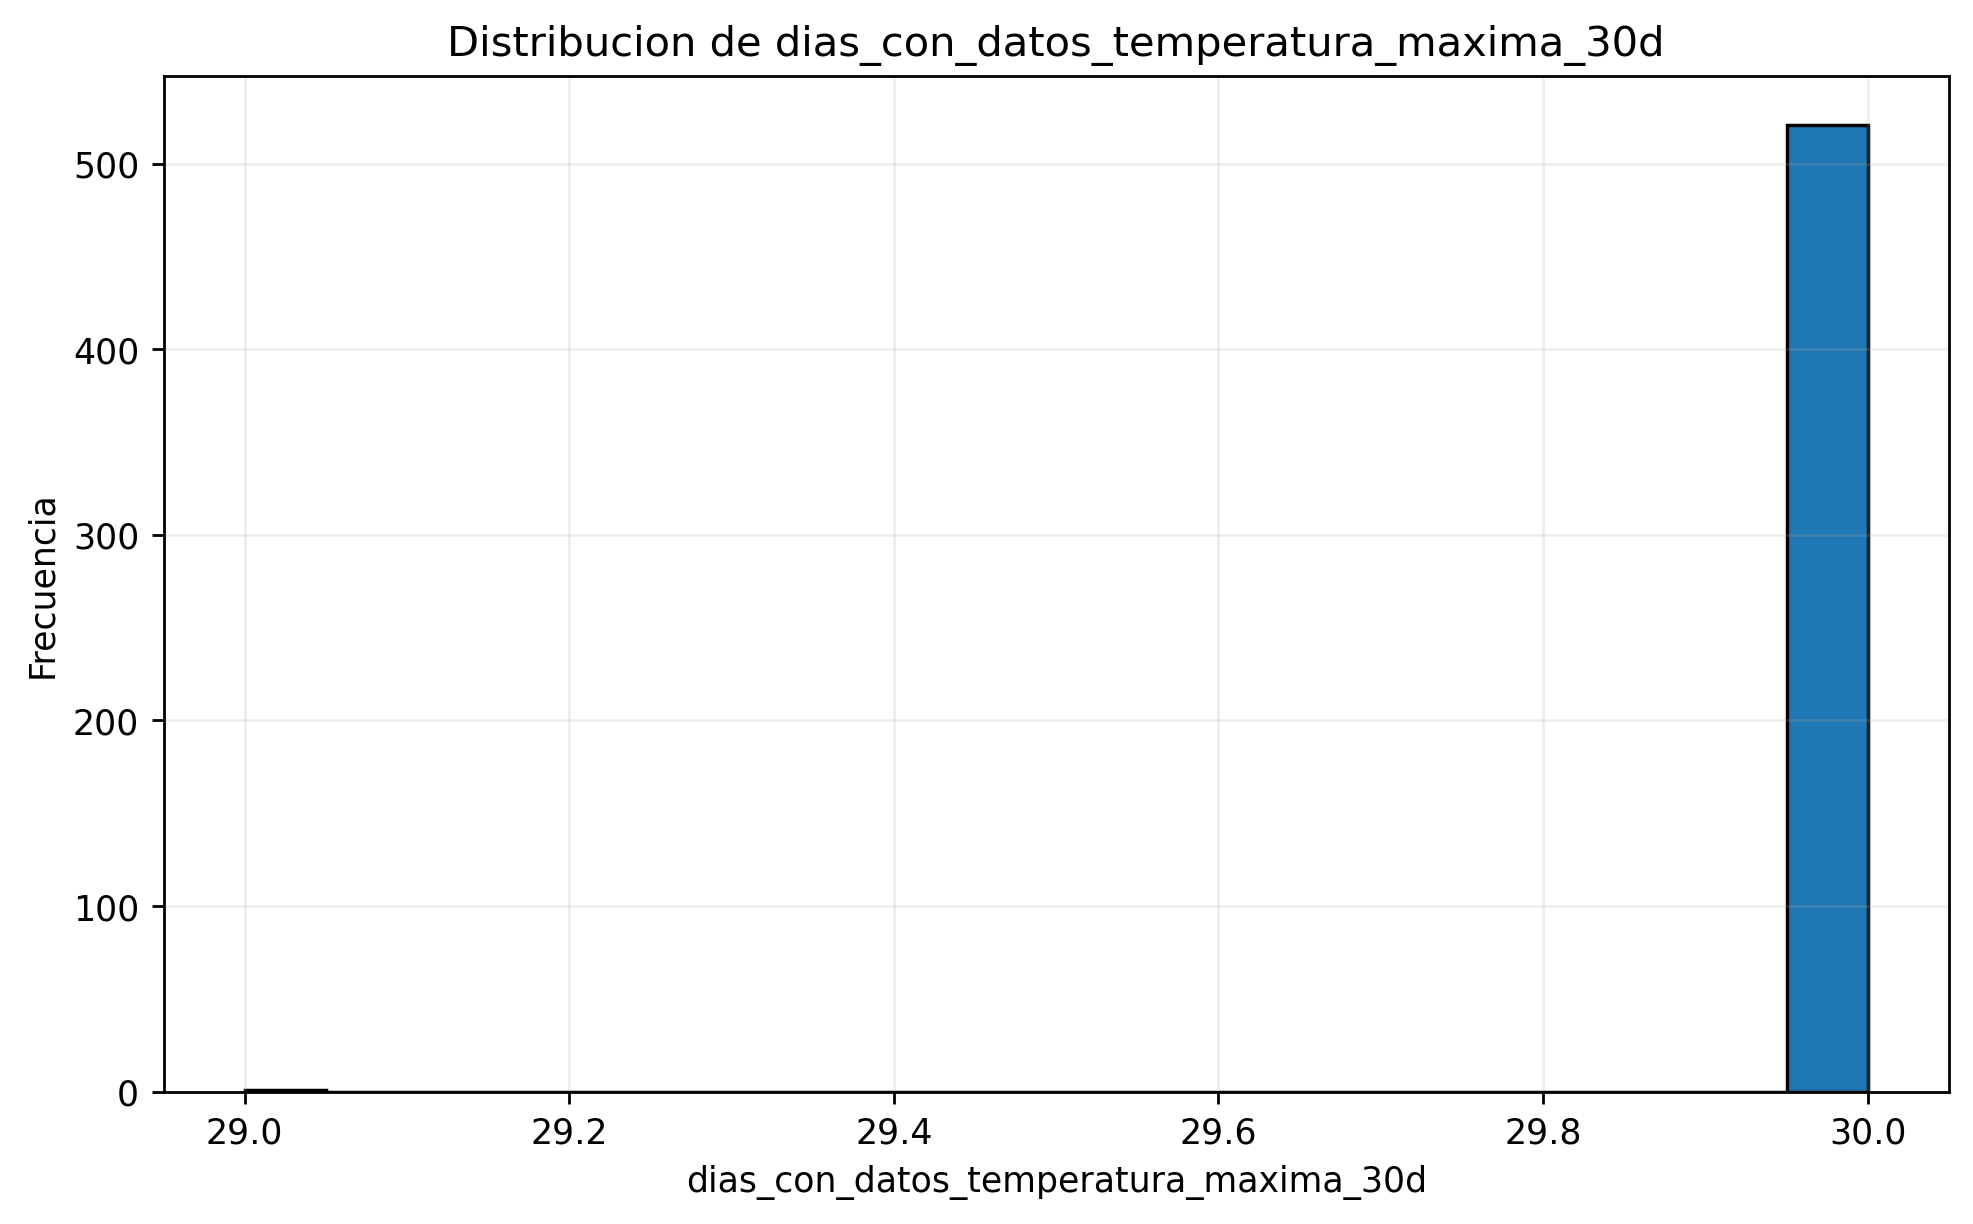 Distribucion de dias_con_datos_temperatura_maxima_30d
Frecuencia
500
400
300
200
100
0
29.0 29.2 29.4 29.6 29.8 30.0
dias_con_datos_temperatura_maxima_30d